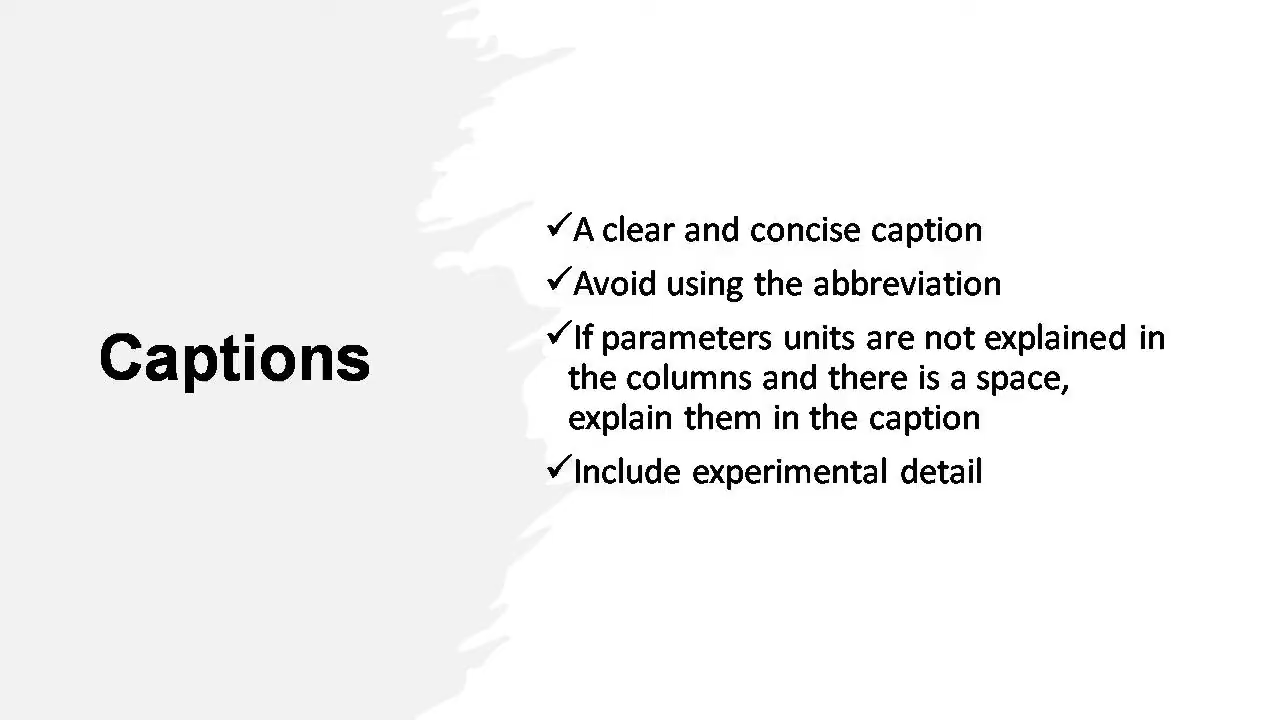 Captions
✓A clear and concise caption
✓Avoid using the abbreviation
✓If parameters units are not explained in
the columns and there is a space,
explain them in the caption
✓Include experimental detail